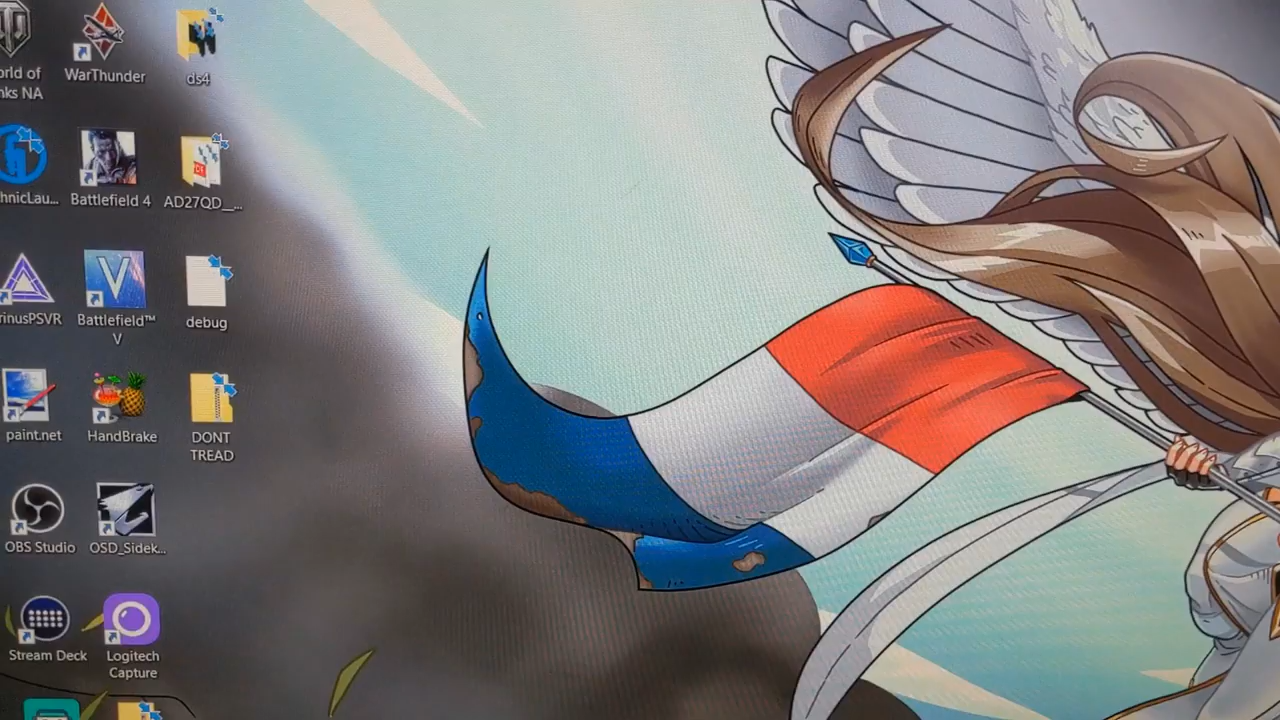 orld of
nks NA
WarThunder
ds4
hnicLau...
Battlefield 4
AD27QD__...
rinusPSVR
Battlefield™
V
debug
paint.net
HandBrake
DONT
TREAD
OBS Studio
OSD_Sidek...
Stream Deck
Logitech
Capture